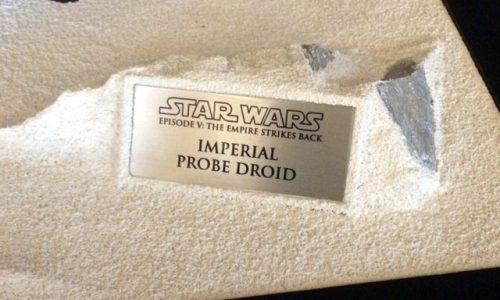 STAR WARS
EPISODE V: THE EMPIRE STRIKES BACK
IMPERIAL
PROBE DROID